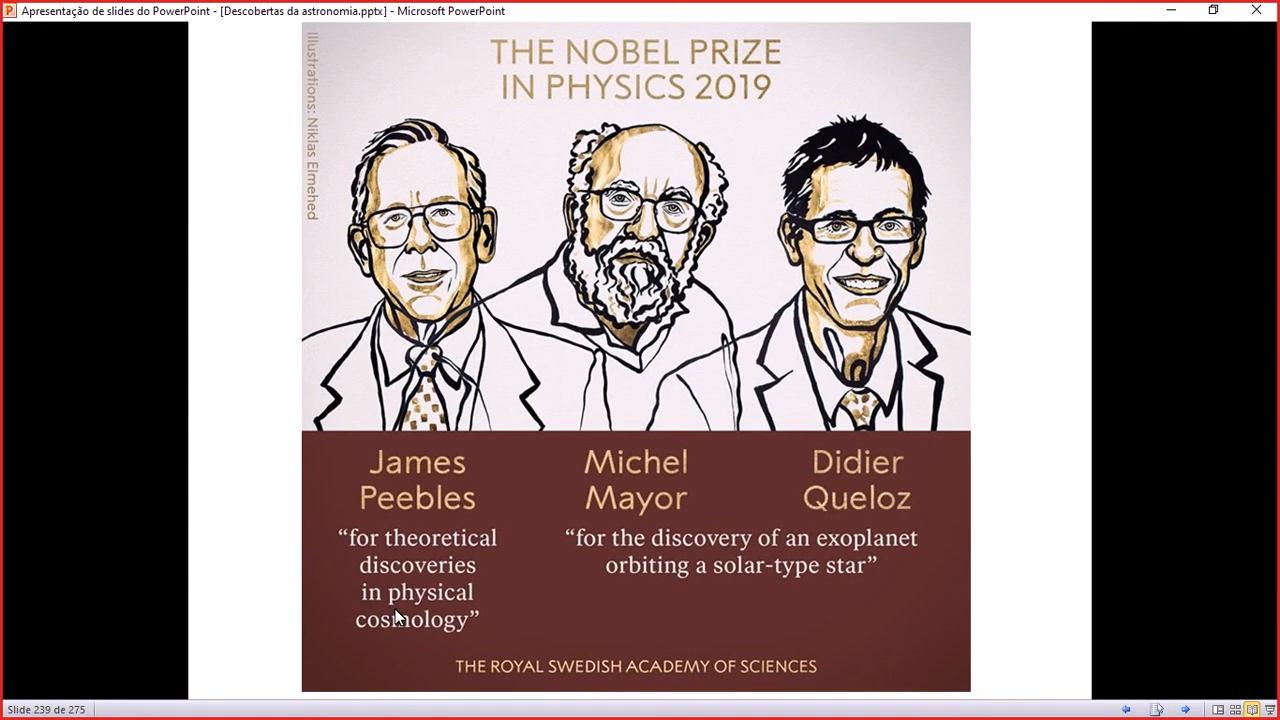 Apresentação de slides do PowerPoint - [Descobertas da astronomia.pptx] - Microsoft PowerPoint
Illustrations: Niklas Elmehed
THE NOBEL PRIZE
IN PHYSICS 2019
James
Peebles
“for theoretical
discoveries
in physical
cosmology”
Michel
Mayor
Didier
Queloz
“for the discovery of an exoplanet
orbiting a solar-type star”
THE ROYAL SWEDISH ACADEMY OF SCIENCES
Slide 239 de 275